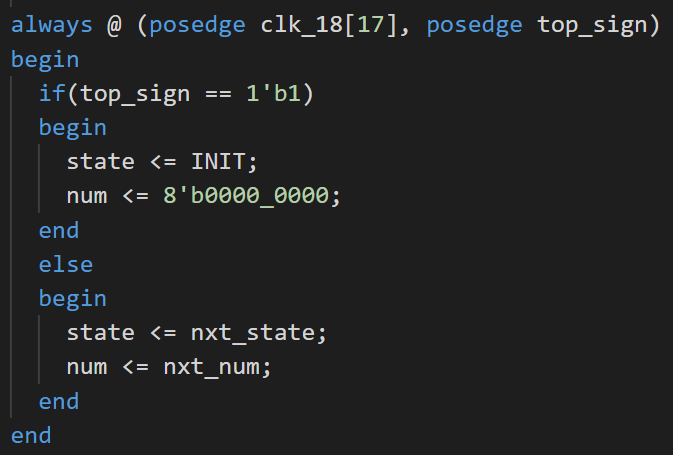 always @ (posedge clk_18[17], posedge top_sign)
begin
  if(top_sign == 1'b1)
  begin
    state <= INIT;
    num <= 8'b0000_0000;
  end
  else
  begin
    state <= nxt_state;
    num <= nxt_num;
  end
end